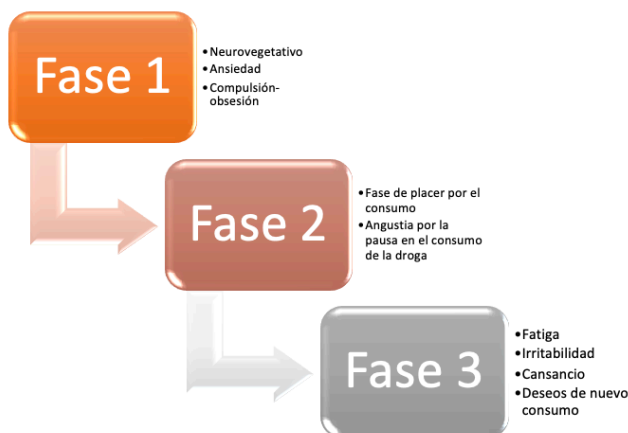 Fase 1
•Neurovegetativo
•Ansiedad
•Compulsión-
obsesión
Fase 2
•Fase de placer por el
consumo
•Angustia por la
pausa en el consumo
de la droga
Fase 3
•Fatiga
•Irritabilidad
•Cansancio
•Deseos de nuevo
consumo